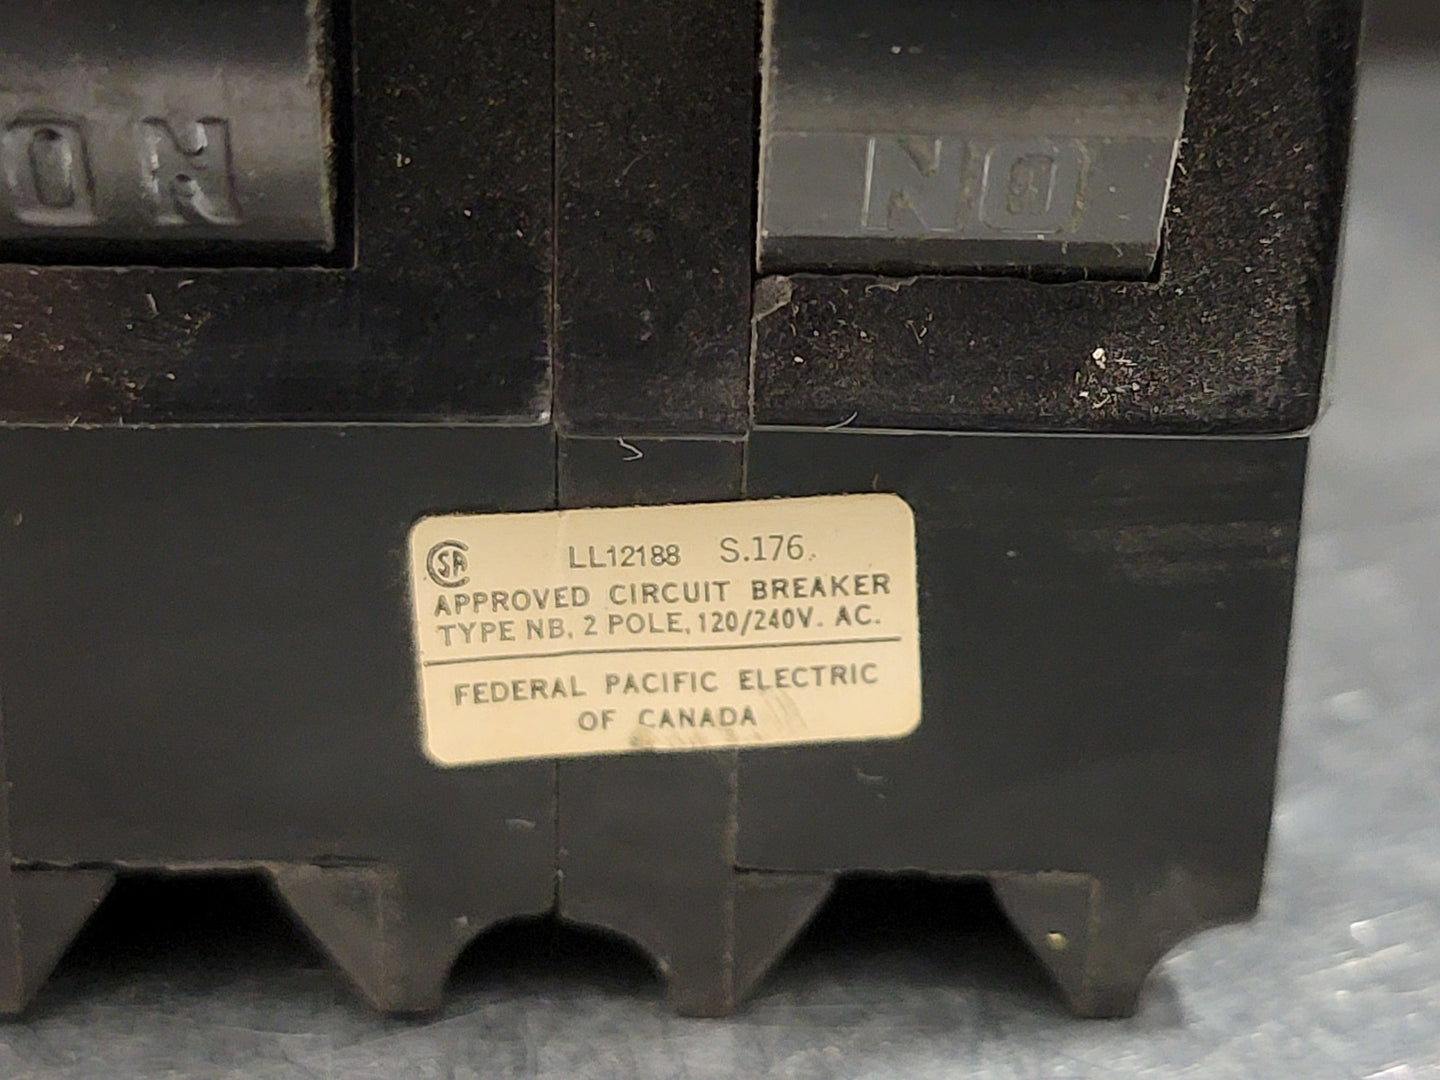 ON
ON
SA LL12188 S.176.
APPROVED CIRCUIT BREAKER
TYPE NB, 2 POLE, 120/240V. AC.
FEDERAL PACIFIC ELECTRIC
OF CANADA